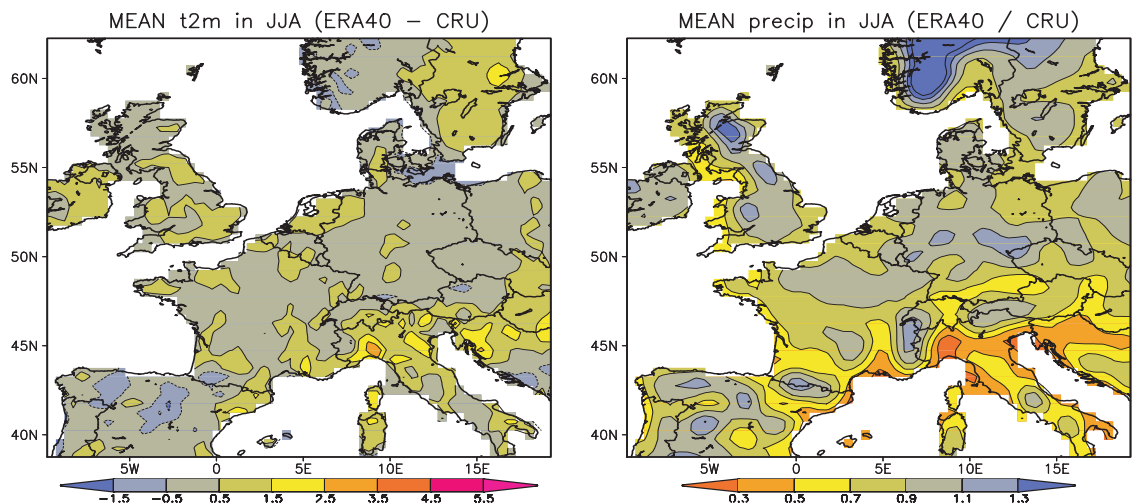 MEAN t2m in JJA (ERA40 − CRU)
60N
55N
50N
45N
40N
5W 0 5E 10E 15E
−1.5 −0.5 0.5 1.5 2.5 3.5 4.5 5.5
MEAN precip in JJA (ERA40 / CRU)
60N
55N
50N
45N
40N
5W 0 5E 10E 15E
0.3 0.5 0.7 0.9 1.1 1.3